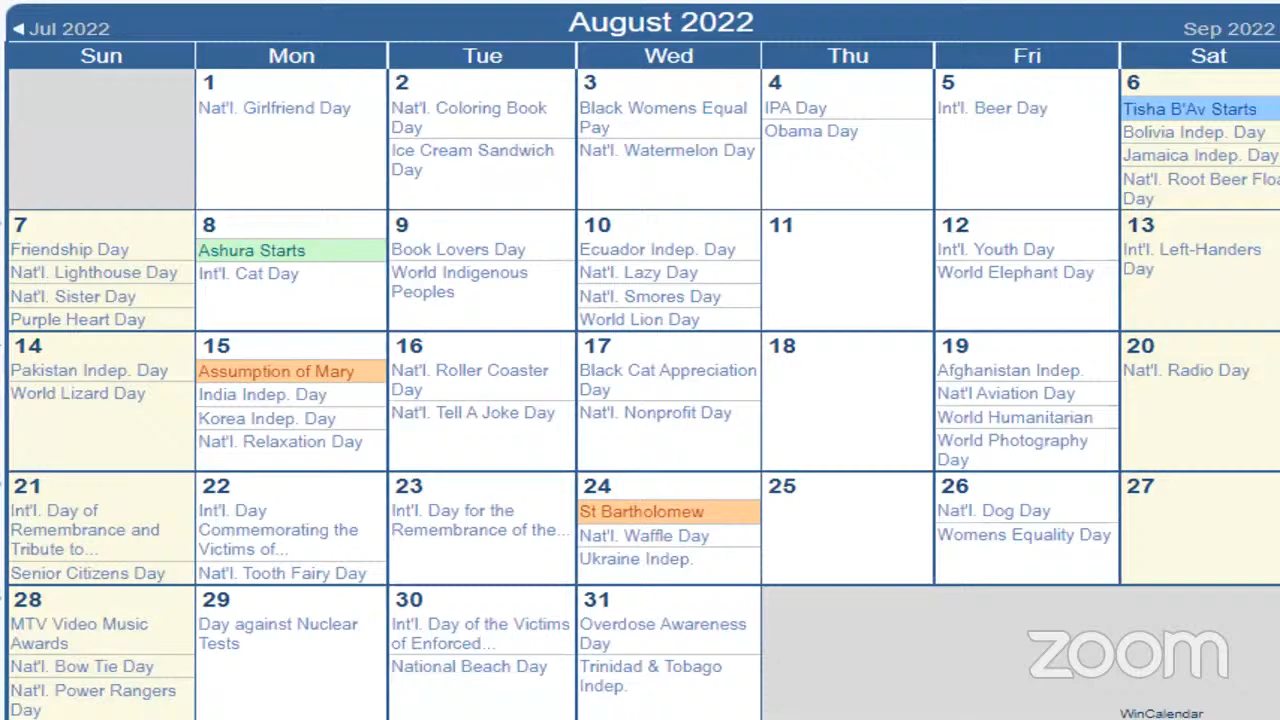 ◄ Jul 2022
August 2022
Sep 2022
Sun Mon Tue Wed Thu Fri Sat
1
Nat'l. Girlfriend Day
2
Nat'l. Coloring Book
Day
Ice Cream Sandwich
Day
3
Black Womens Equal
Pay
Nat'l. Watermelon Day
4
IPA Day
Obama Day
5
Int'l. Beer Day
6
Tisha B'Av Starts
Bolivia Indep. Day
Jamaica Indep. Day
Nat'l. Root Beer Floa
Day
7
Friendship Day
Nat'l. Lighthouse Day
Nat'l. Sister Day
Purple Heart Day
8
Ashura Starts
Int'l. Cat Day
9
Book Lovers Day
World Indigenous
Peoples
10
Ecuador Indep. Day
Nat'l. Lazy Day
Nat'l. Smores Day
World Lion Day
11
12
Int'l. Youth Day
World Elephant Day
13
Int'l. Left-Handers
Day
14
Pakistan Indep. Day
World Lizard Day
15
Assumption of Mary
India Indep. Day
Korea Indep. Day
Nat'l. Relaxation Day
16
Nat'l. Roller Coaster
Day
Nat'l. Tell A Joke Day
17
Black Cat Appreciation
Day
Nat'l. Nonprofit Day
18
19
Afghanistan Indep.
Nat'l Aviation Day
World Humanitarian
World Photography
Day
20
Nat'l. Radio Day
21
Int'l. Day of
Remembrance and
Tribute to...
Senior Citizens Day
22
Int'l. Day
Commemorating the
Victims of...
Nat'l. Tooth Fairy Day
23
Int'l. Day for the
Remembrance of the...
24
St Bartholomew
Nat'l. Waffle Day
Ukraine Indep.
25
26
Nat'l. Dog Day
Womens Equality Day
27
28
MTV Video Music
Awards
Nat'l. Bow Tie Day
Nat'l. Power Rangers
Day
29
Day against Nuclear
Tests
30
Int'l. Day of the Victims
of Enforced...
National Beach Day
31
Overdose Awareness
Day
Trinidad & Tobago
Indep.
zoom
WinCalendar